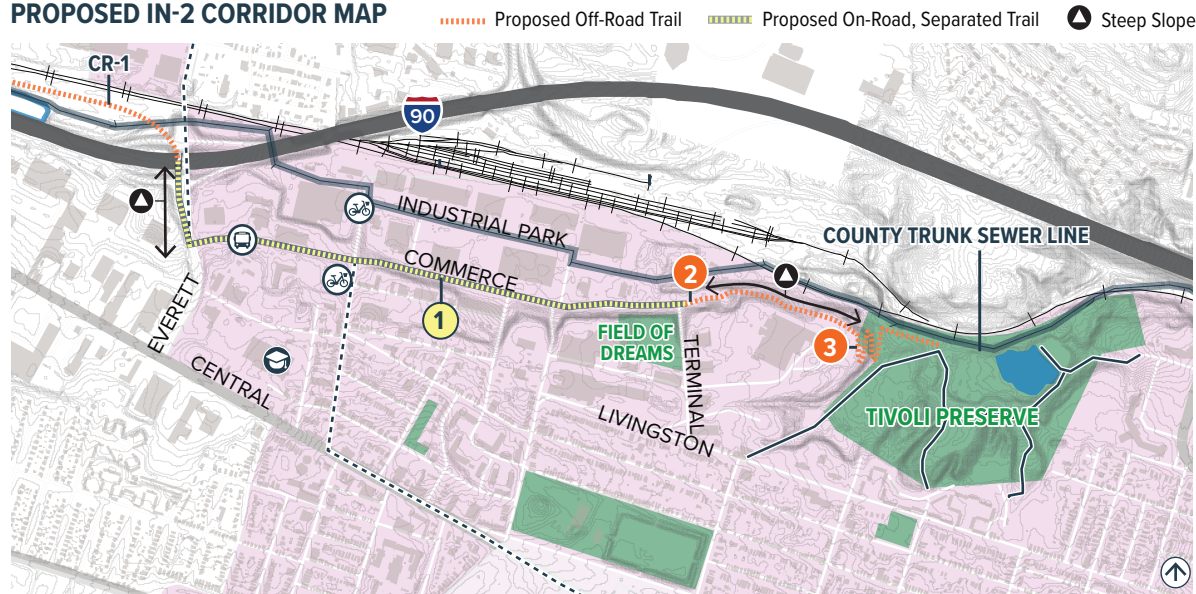 PROPOSED IN-2 CORRIDOR MAP
Proposed Off-Road Trail
Proposed On-Road, Separated Trail
Steep Slope
CR-1
90
INDUSTRIAL PARK
COUNTY TRUNK SEWER LINE
COMMERCE
2
1
EVERETT
FIELD OF
DREAMS
TERMINAL
3
CENTRAL
LIVINGSTON
TIVOLI PRESERVE